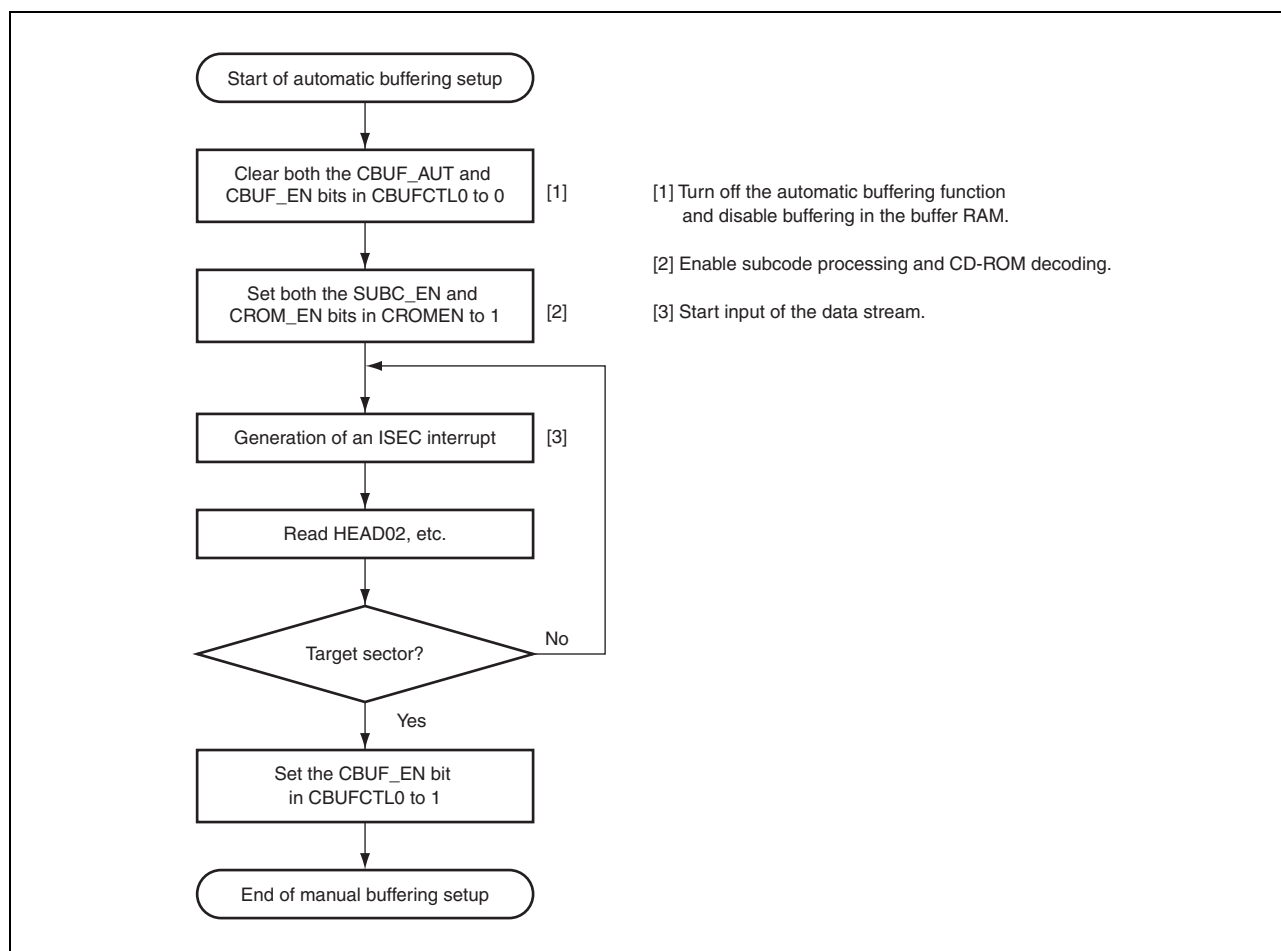 Start of automatic buffering setup
Clear both the CBUF_AUT and
CBUF_EN bits in CBUFCTL0 to 0
[1]
[1] Turn off the automatic buffering function
and disable buffering in the buffer RAM.
[2] Enable subcode processing and CD-ROM decoding.
Set both the SUBC_EN and
CROM_EN bits in CROMEN to 1
[2]
[3] Start input of the data stream.
Generation of an ISEC interrupt
[3]
Read HEAD02, etc.
Target sector?
No
Yes
Set the CBUF_EN bit
in CBUFCTL0 to 1
End of manual buffering setup